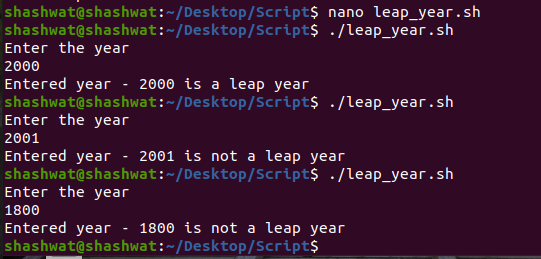 shashwat@shashwat:~/Desktop/Script$ nano leap_year.sh
shashwat@shashwat:~/Desktop/Script$ ./leap_year.sh
Enter the year
2000
Entered year - 2000 is a leap year
shashwat@shashwat:~/Desktop/Script$ ./leap_year.sh
Enter the year
2001
Entered year - 2001 is not a leap year
shashwat@shashwat:~/Desktop/Script$ ./leap_year.sh
Enter the year
1800
Entered year - 1800 is not a leap year
shashwat@shashwat:~/Desktop/Script$